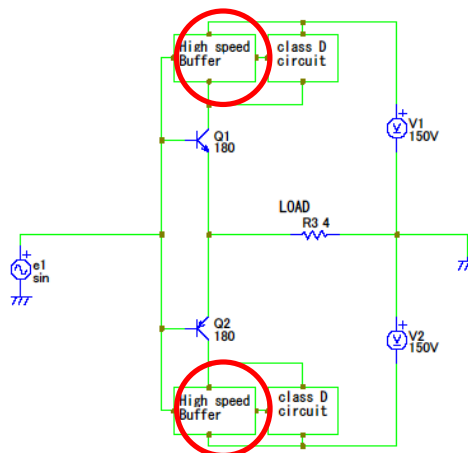 High speed
Buffer
class D
circuit
Q1
180
V1
150V
LOAD
R3 4
e1
sin
Q2
180
V2
150V
High speed
Buffer
class D
circuit